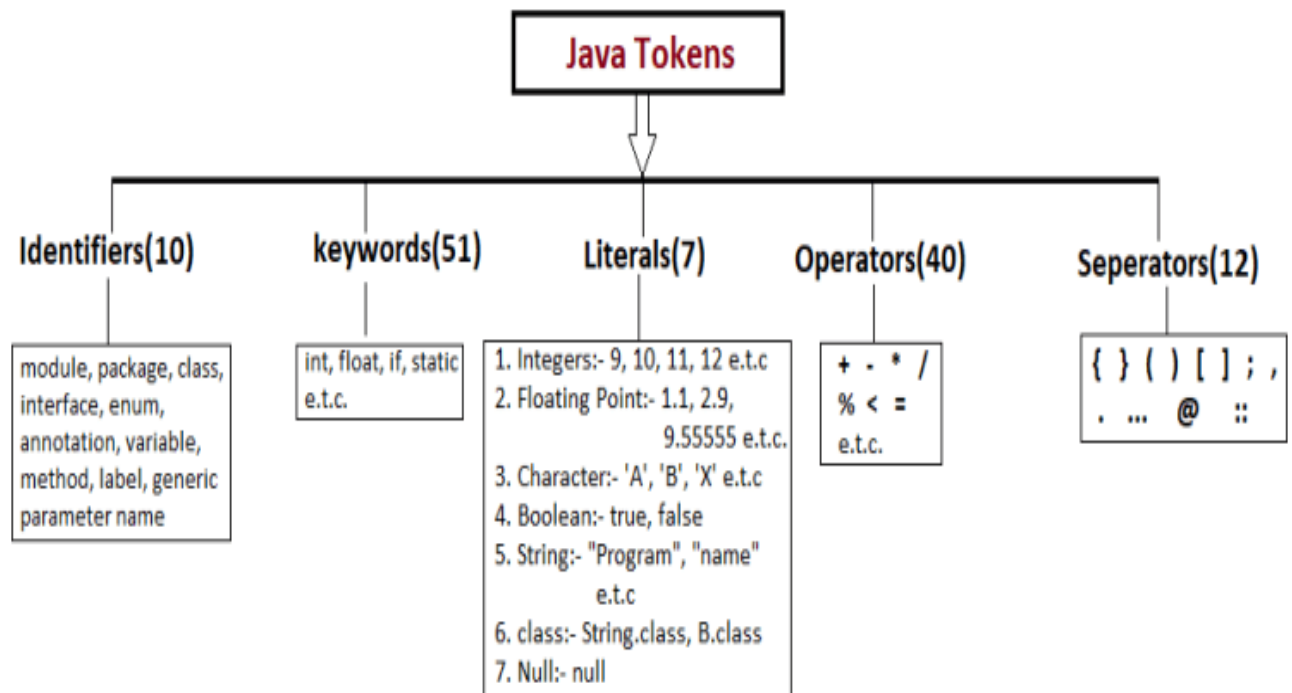 Java Tokens
Identifiers(10)
module, package, class,
interface, enum,
annotation, variable,
method, label, generic
parameter name
keywords(51)
int, float, if, static
e.t.c.
Literals(7)
1. Integers:- 9, 10, 11, 12 e.t.c
2. Floating Point:- 1.1, 2.9,
9.55555 e.t.c.
3. Character:- 'A', 'B', 'X' e.t.c
4. Boolean:- true, false
5. String:- "Program", "name"
e.t.c
6. class:- String.class, B.class
7. Null:- null
Operators(40)
+ - * /
% < =
e.t.c.
Seperators(12)
{ } ( ) [ ] ; ,
. ... @ ::